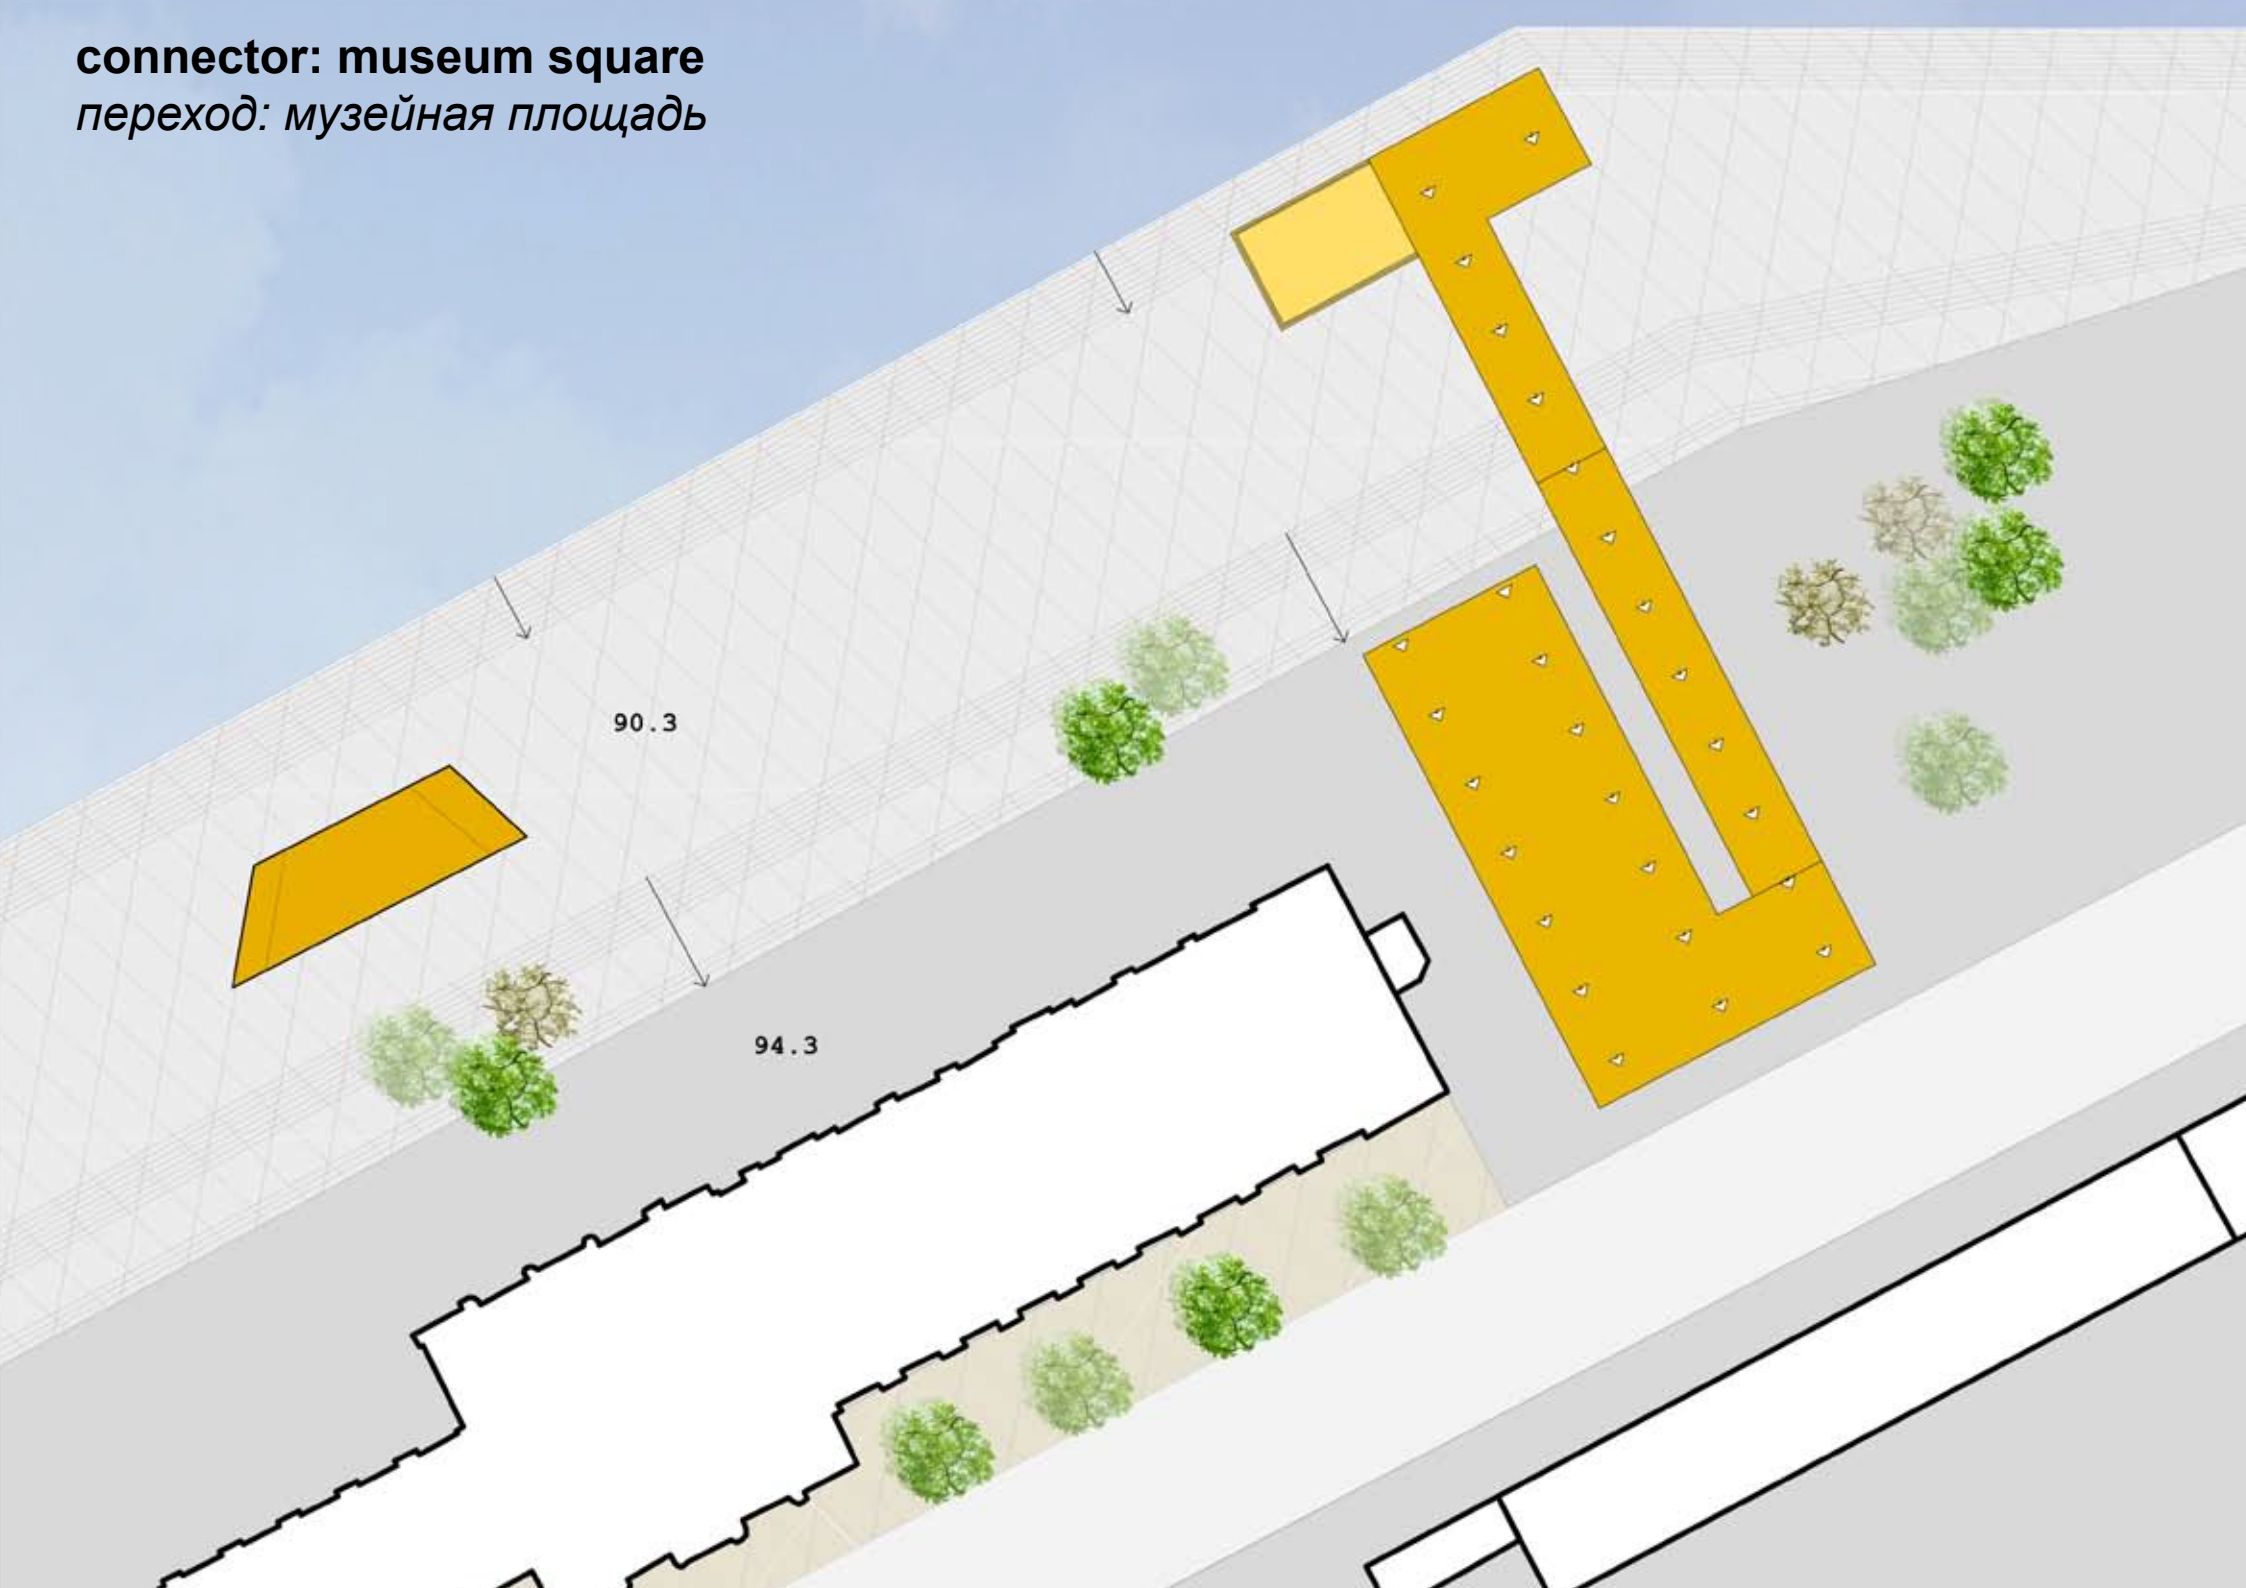 connector: museum square
переход: музейная площадь
90.3
94.3